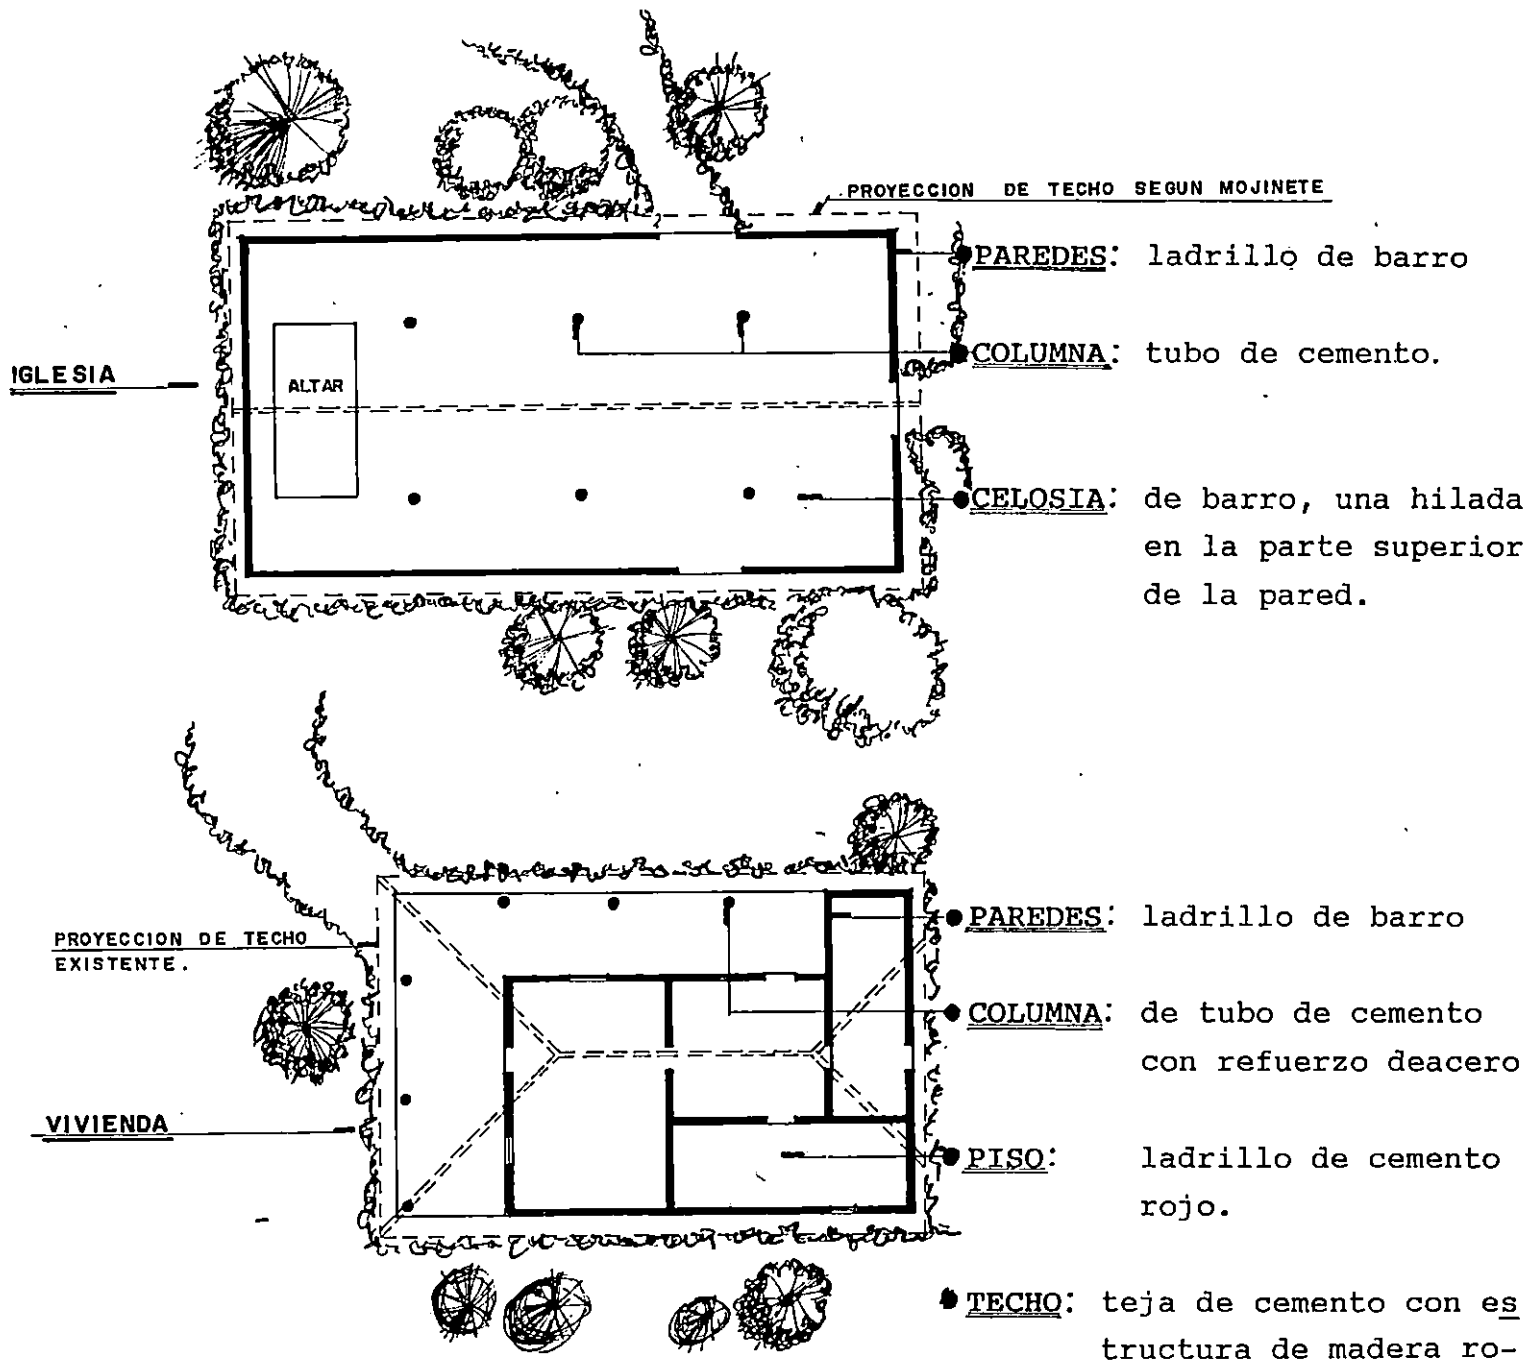 PROYECCION DE TECHO SEGUN MOJINETE
PAREDES: ladrillo de barro
COLUMNA: tubo de cemento.
IGLESIA
ALTAR
CELOSIA: de barro, una hilada
en la parte superior
de la pared.
PROYECCION DE TECHO
EXISTENTE.
PAREDES: ladrillo de barro
COLUMNA: de tubo de cemento
con refuerzo deacero
VIVIENDA
PISO: ladrillo de cemento
rojo.
TECHO: teja de cemento con es
tructura de madera ro-